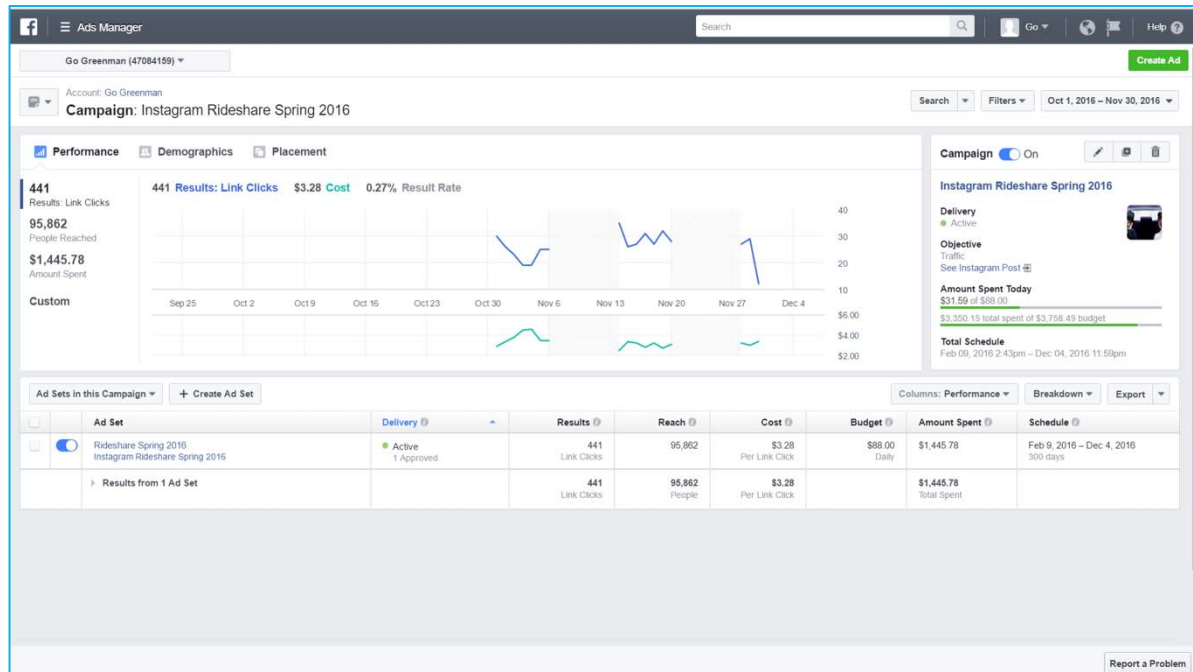 f Ads Manager Search Go Help
Go Greenman (47084159) Create Ad
Account: Go Greenman
Campaign: Instagram Rideshare Spring 2016
Search Filters Oct 1, 2016 – Nov 30, 2016
Performance Demographics Placement
441
Results: Link Clicks
95,862
People Reached
$1,445.78
Amount Spent
Custom
441 Results: Link Clicks $3.28 Cost 0.27% Result Rate
40
30
20
10
Sep 25 Oct 2 Oct 9 Oct 16 Oct 23 Oct 30 Nov 6 Nov 13 Nov 20 Nov 27 Dec 4
$6.00
$4.00
$2.00
Campaign On
Instagram Rideshare Spring 2016
Delivery
Active
Objective
Traffic
See Instagram Post
Amount Spent Today
$31.59 of $88.00
$3,350.15 total spent of $3,758.49 budget
Total Schedule
Feb 09, 2016 2:43pm – Dec 04, 2016 11:59pm
Ad Sets in this Campaign + Create Ad Set Columns: Performance Breakdown Export
Ad Set Delivery Results Reach Cost Budget Amount Spent Schedule
Rideshare Spring 2016 Active 441 95,862 $3.28 $88.00 $1,445.78 Feb 9, 2016 – Dec 4, 2016
Instagram Rideshare Spring 2016 1 Approved Link Clicks Per Link Click Daily 300 days
Results from 1 Ad Set 441 95,862 $3.28 $1,445.78
Link Clicks People Per Link Click Total Spent
Report a Problem